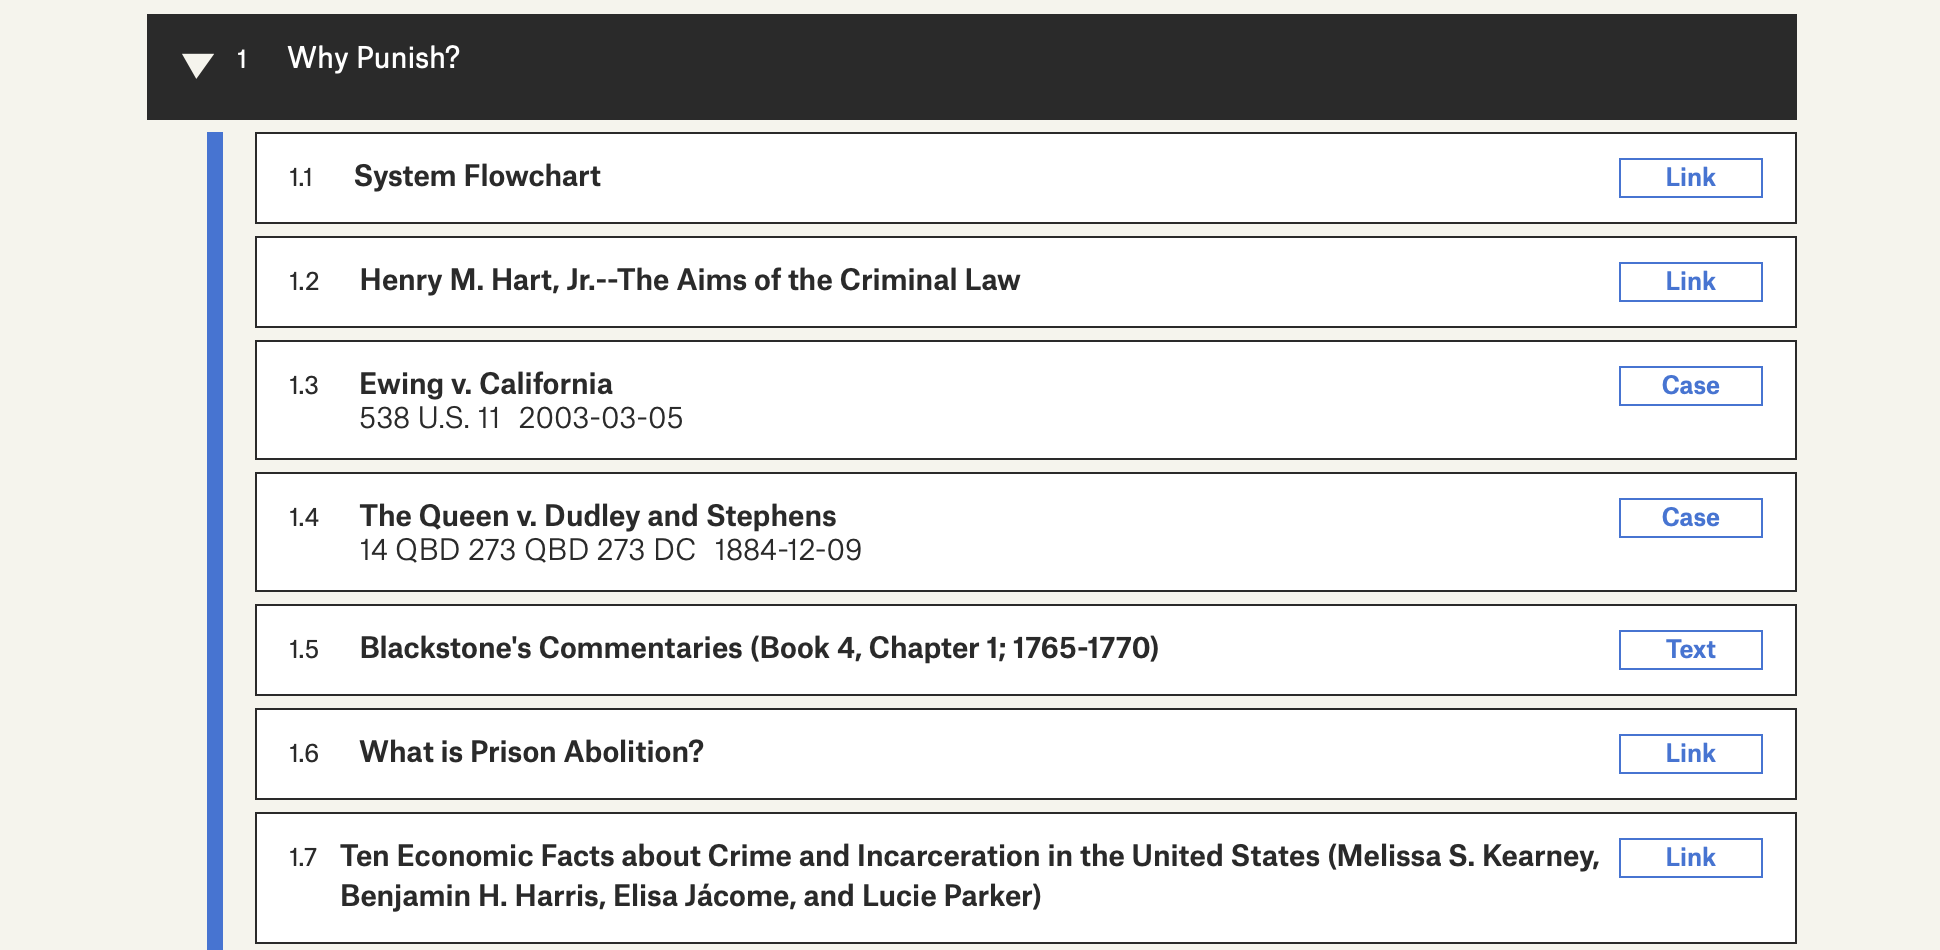 1 Why Punish?
1.1 System Flowchart Link
1.2 Henry M. Hart, Jr.--The Aims of the Criminal Law Link
1.3 Ewing v. California Case
538 U.S. 11 2003-03-05
1.4 The Queen v. Dudley and Stephens Case
14 QBD 273 QBD 273 DC 1884-12-09
1.5 Blackstone's Commentaries (Book 4, Chapter 1; 1765-1770) Text
1.6 What is Prison Abolition? Link
1.7 Ten Economic Facts about Crime and Incarceration in the United States (Melissa S. Kearney, Link
Benjamin H. Harris, Elisa Jácome, and Lucie Parker)